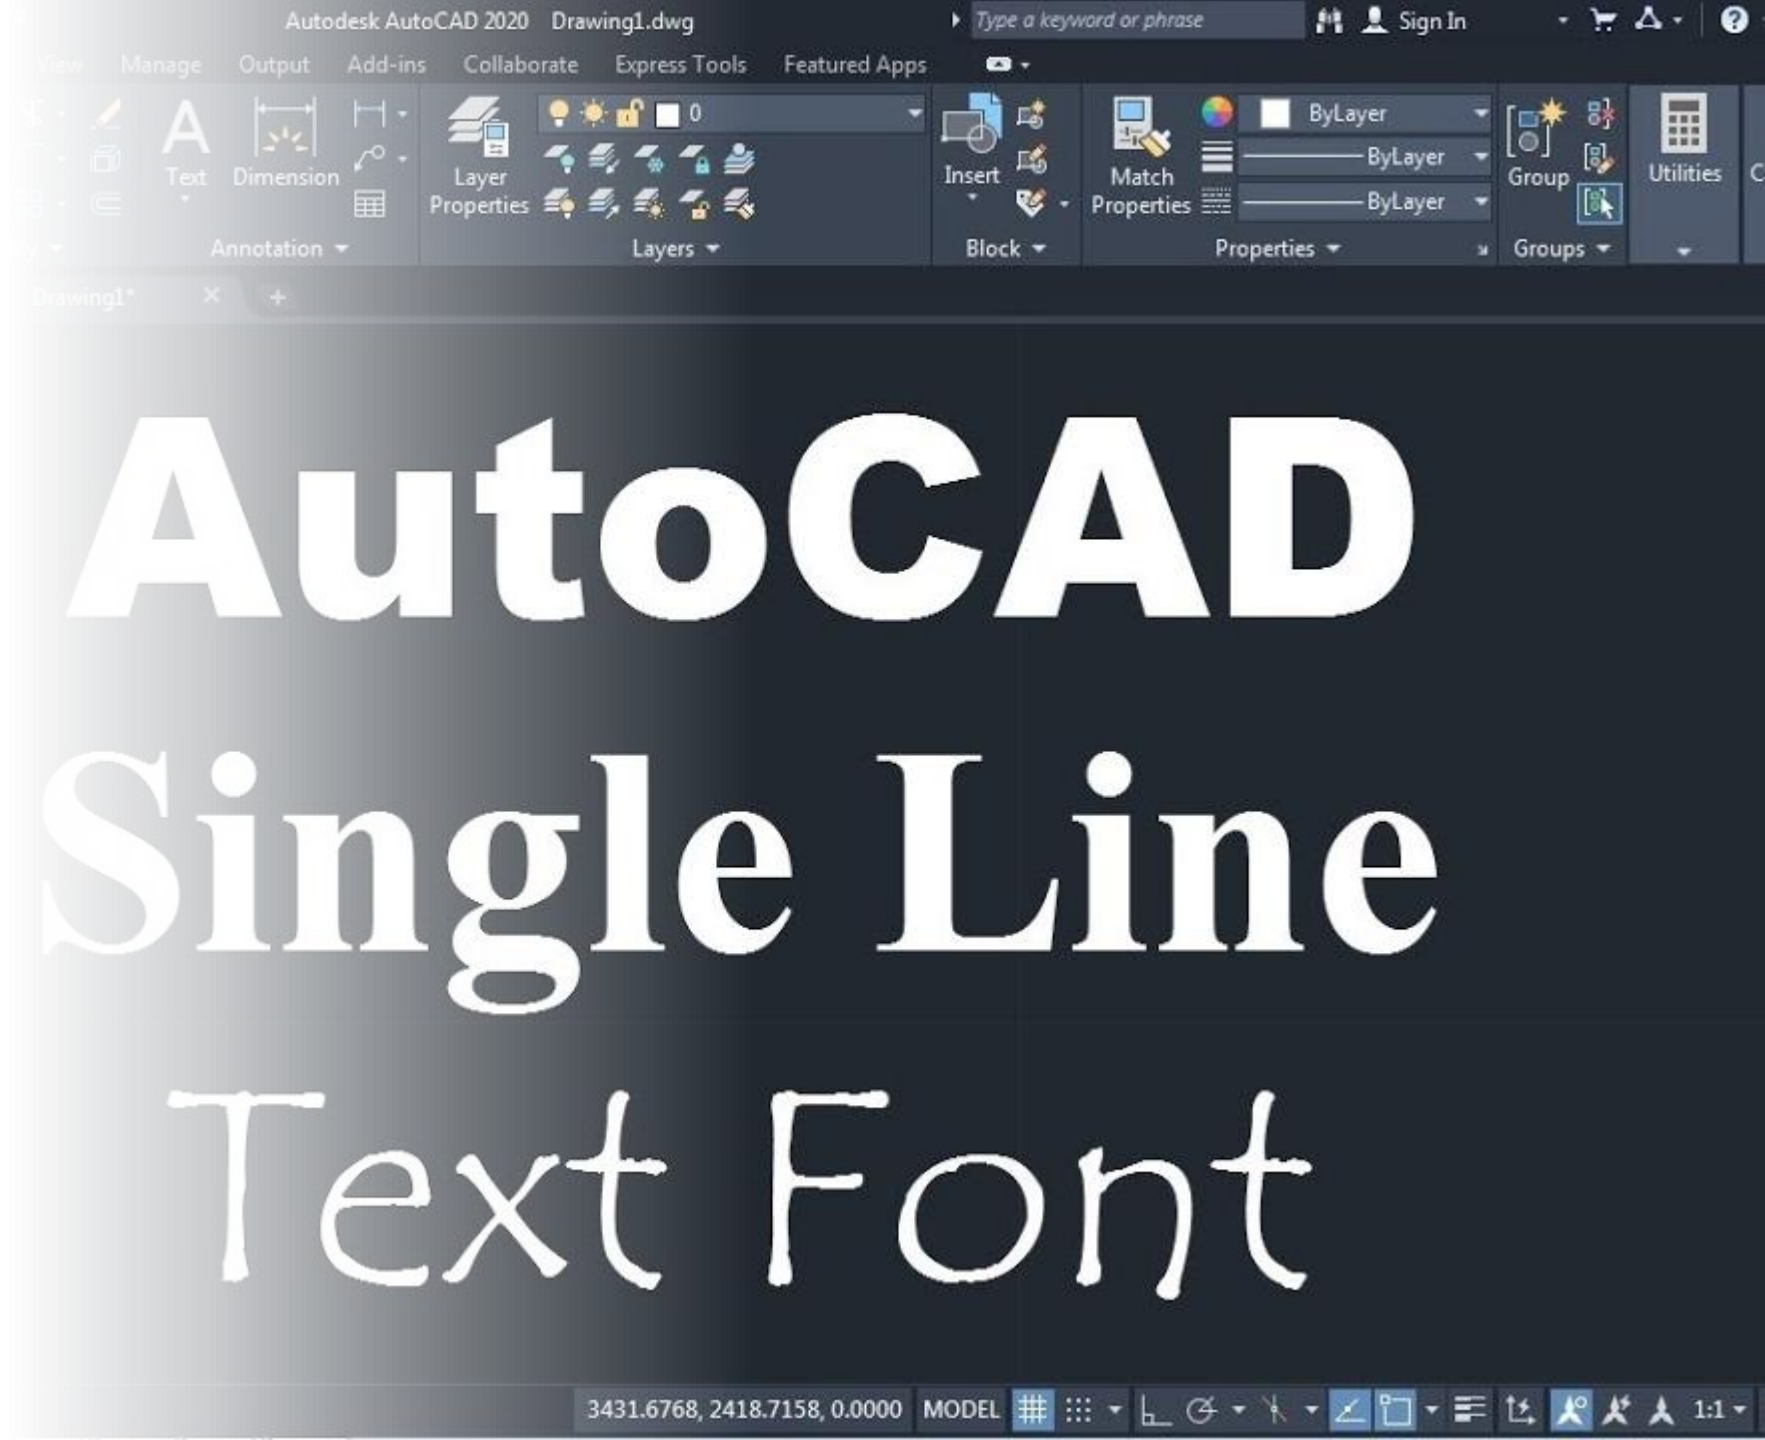 Autodesk AutoCAD 2020 Drawing1.dwg Type a keyword or phrase Sign In
View Manage Output Add-ins Collaborate Express Tools Featured Apps
0 ByLayer
Text Dimension Layer Properties Insert Match Properties ByLayer Group Utilities
ByLayer
Annotation Layers Block Properties Groups
Drawing1*
AutoCAD
Single Line
Text Font
3431.6768, 2418.7158, 0.0000 MODEL 1:1